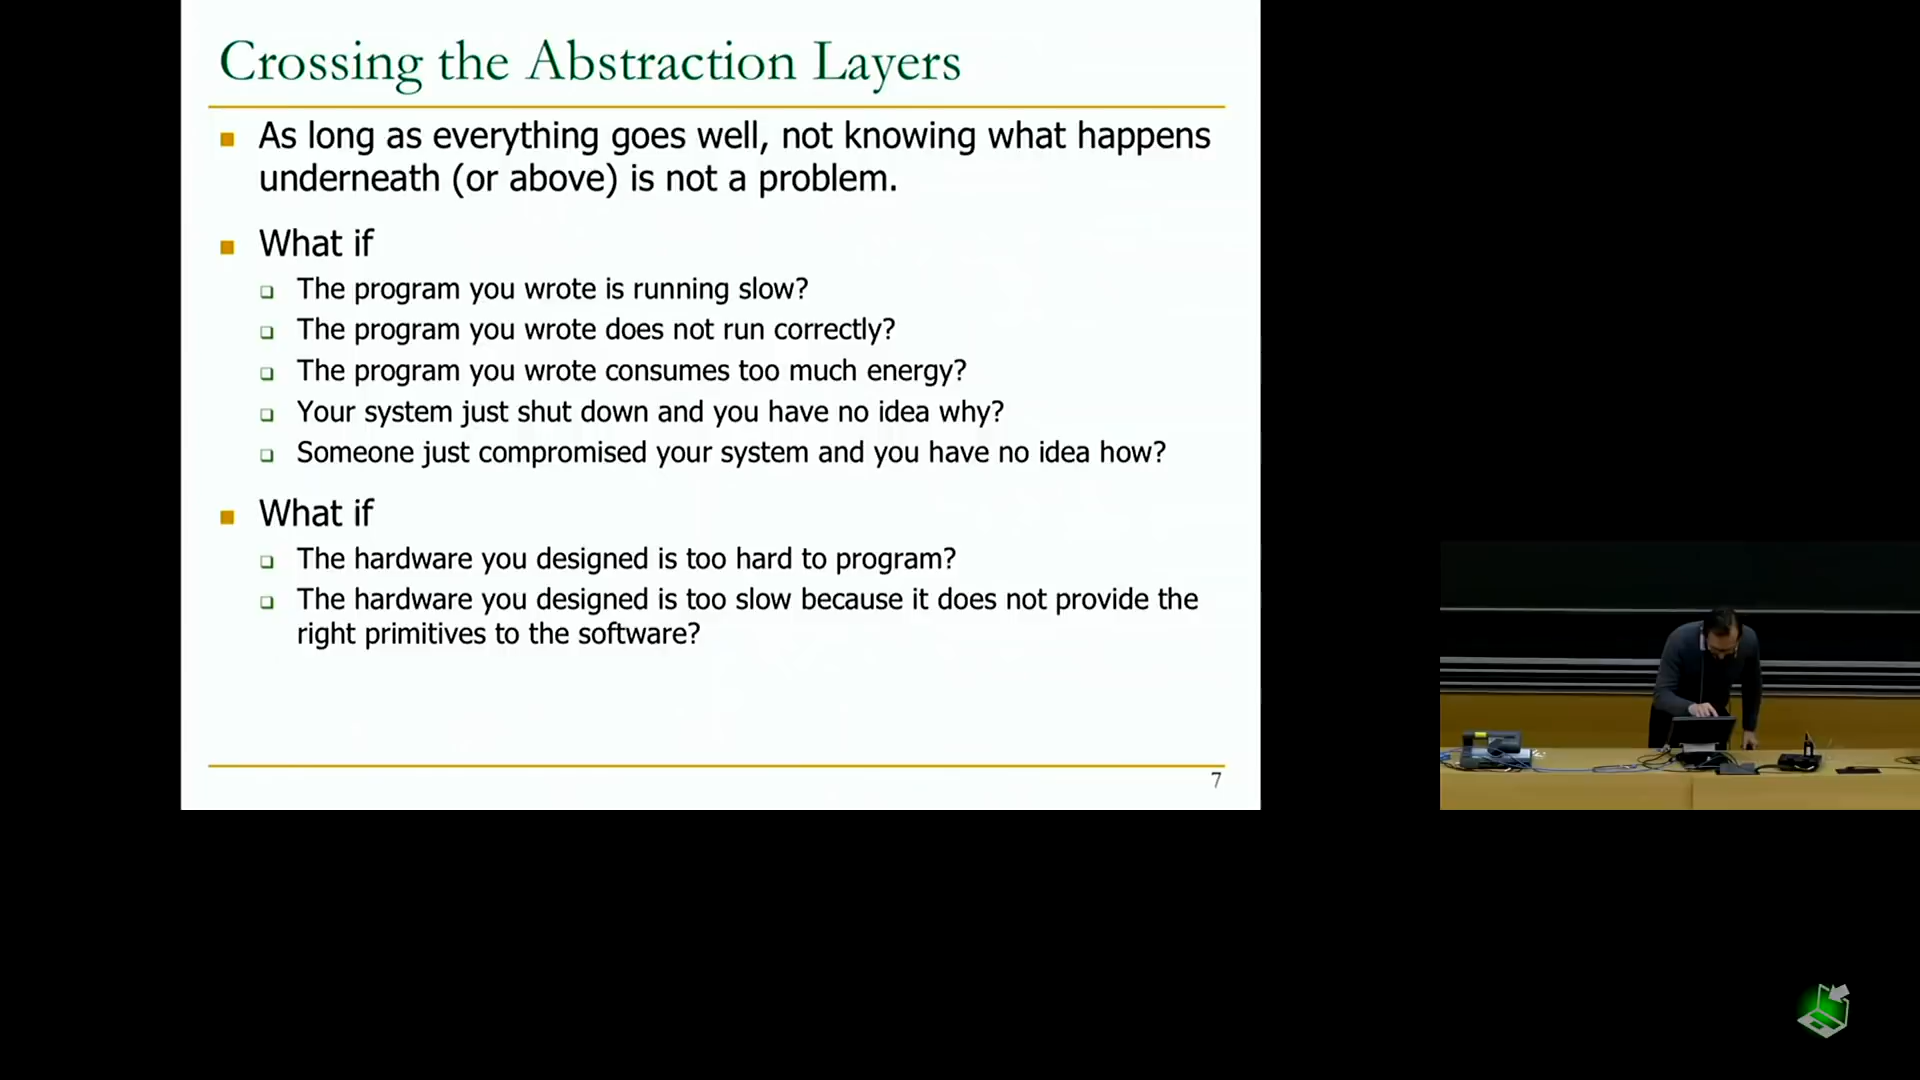 Crossing the Abstraction Layers
As long as everything goes well, not knowing what happens
underneath (or above) is not a problem.
What if
The program you wrote is running slow?
The program you wrote does not run correctly?
The program you wrote consumes too much energy?
Your system just shut down and you have no idea why?
Someone just compromised your system and you have no idea how?
What if
The hardware you designed is too hard to program?
The hardware you designed is too slow because it does not provide the
right primitives to the software?
7